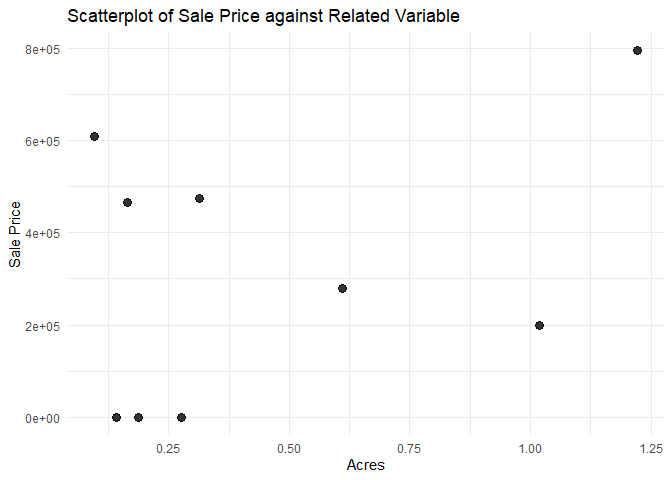 Scatterplot of Sale Price against Related Variable
8e+05
6e+05
4e+05
2e+05
0e+00
Sale Price
0.25 0.50 0.75 1.00 1.25
Acres